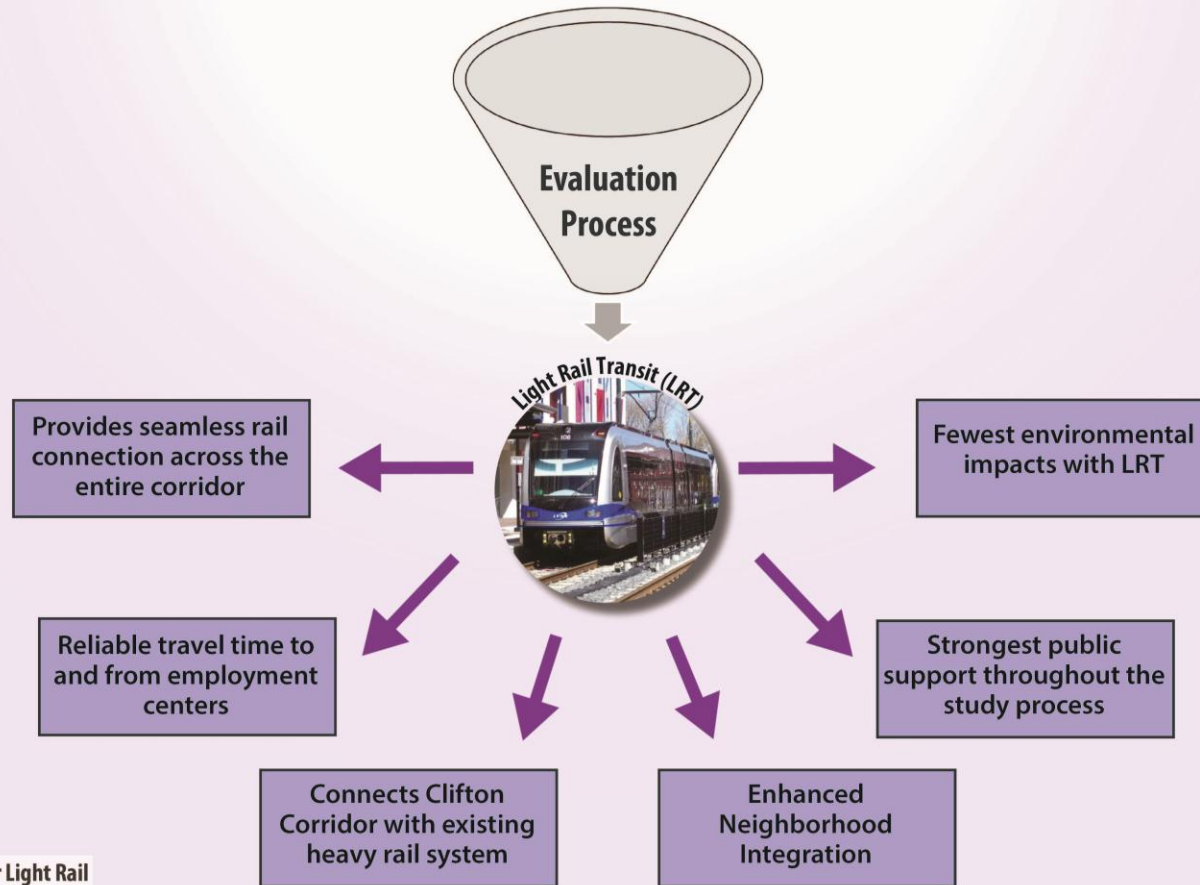 Evaluation
Process
Light Rail Transit (LRT)
Provides seamless rail
connection across the
entire corridor
Fewest environmental
impacts with LRT
Reliable travel time to
and from employment
centers
Strongest public
support throughout the
study process
Connects Clifton
Corridor with existing
heavy rail system
Enhanced
Neighborhood
Integration
Light Rail